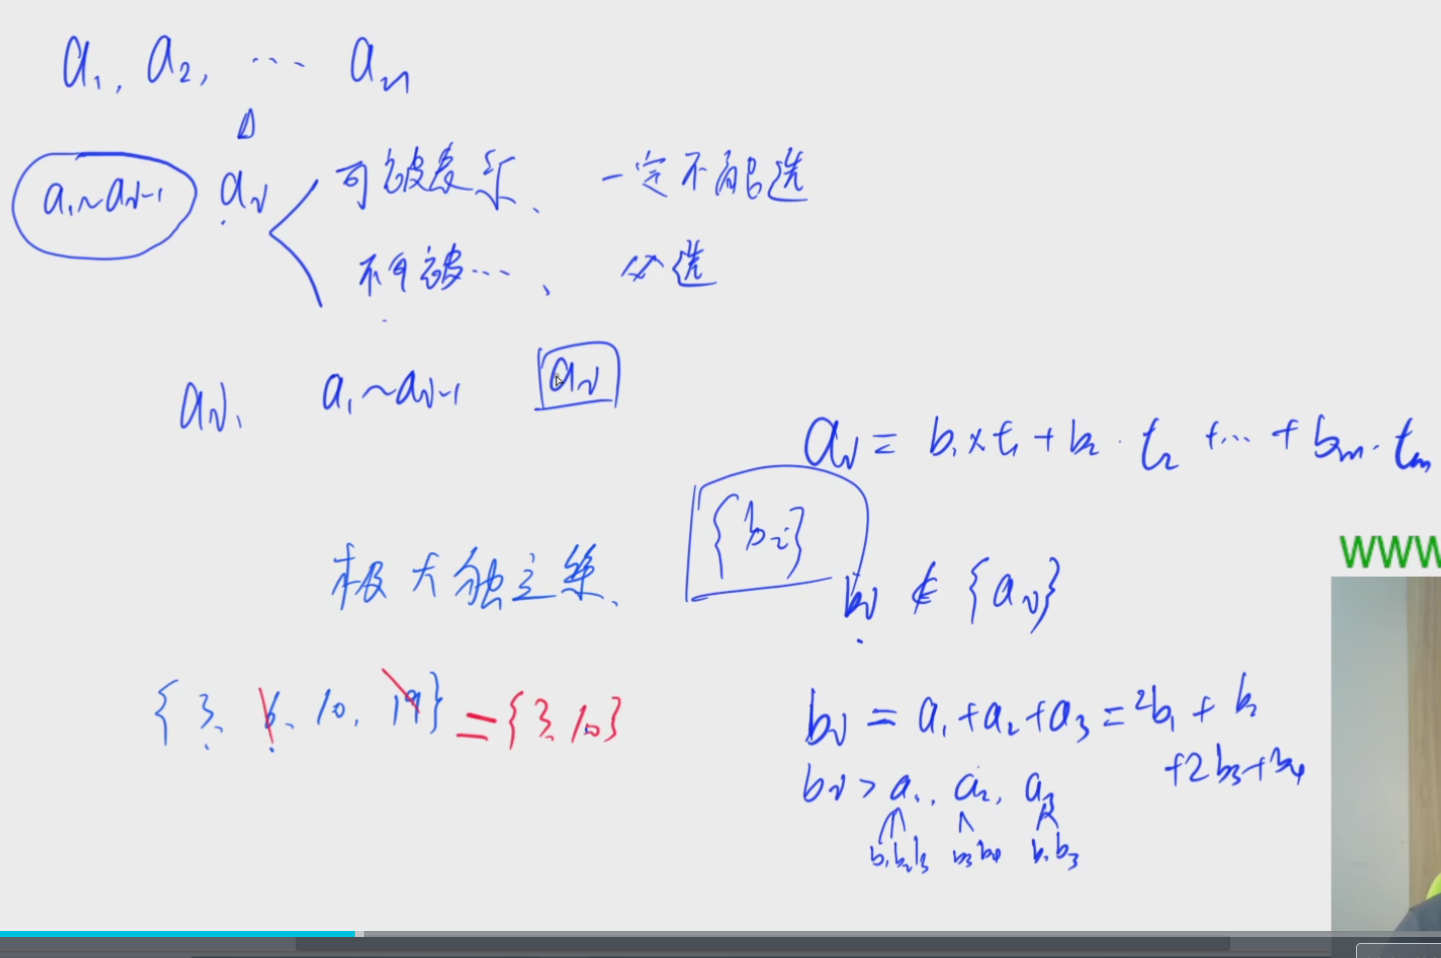 a₁, a₂, … aₙ
a₁~aᵢ₋₁ aᵢ 可被表示、 一定不能选
不可被…、 必选
aᵢ, a₁~aᵢ₋₁ aᵢ
aᵢ = b₁×t₁ + b₂·t₂ +… + bₘ·tₘ
极大独立集、 {bᵢ}
bᵢ ∉ {aᵢ}
{3、6、10, 19} = {3、10}
bᵢ = a₁+a₂+a₃ = 2b₁ + b₂
+2b₃+b₄
bᵢ > a₁, a₂, a₃
b₁b₂b₃ b₃b₄ b₁b₃
WWW